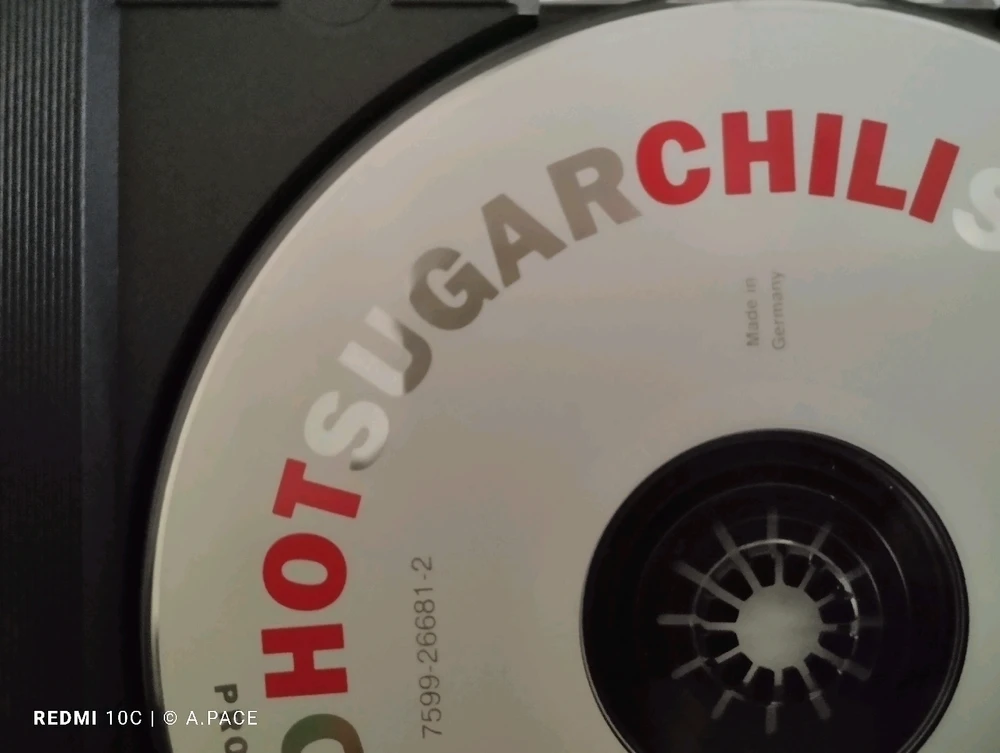 HOTSUGARCHILI
Made in
Germany
7599-26681-2
REDMI 10C | © A.PACE